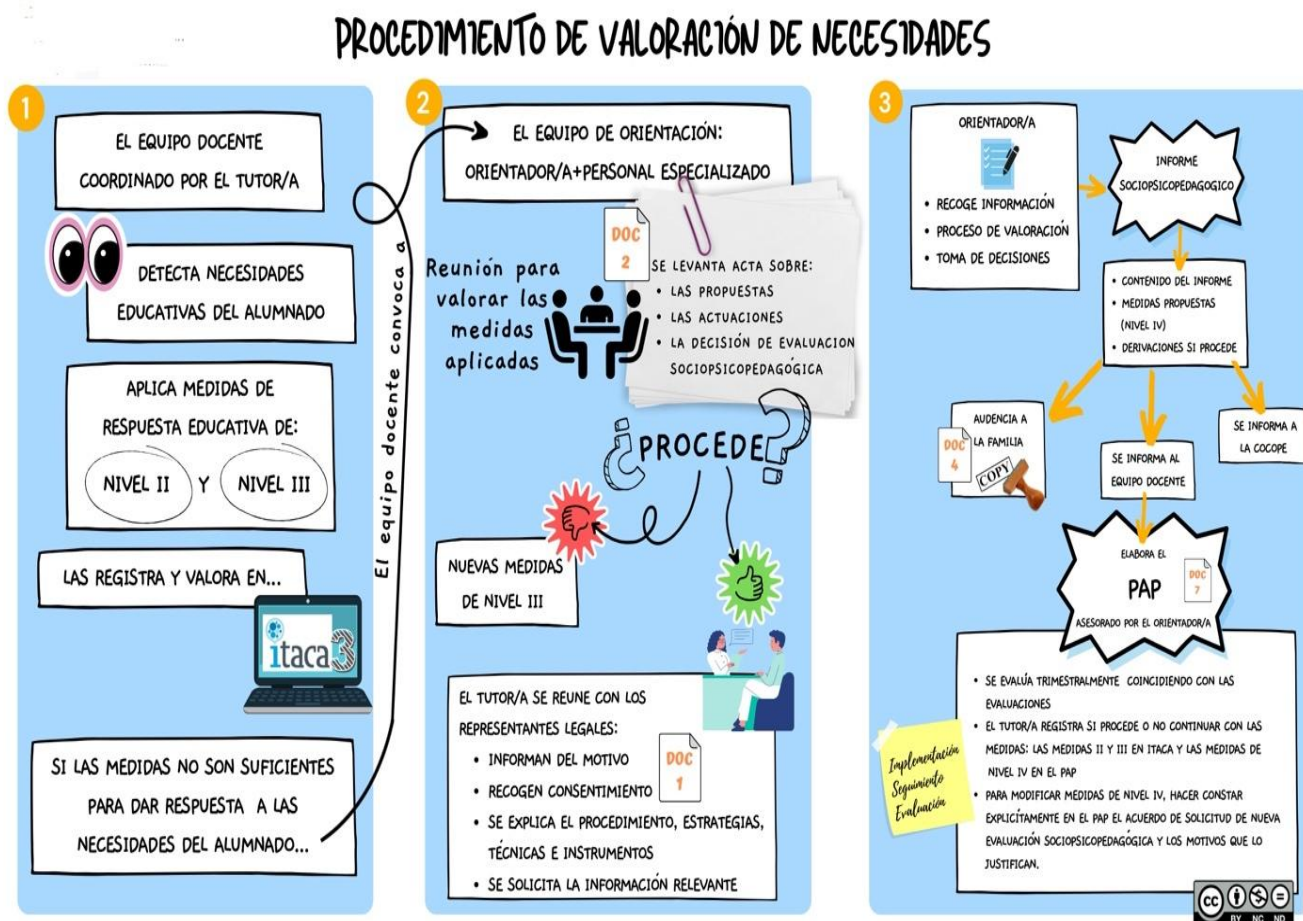 PROCEDIMIENTO DE VALORACIÓN DE NECESIDADES
1
EL EQUIPO DOCENTE
COORDINADO POR EL TUTOR/A
DETECTA NECESIDADES
EDUCATIVAS DEL ALUMNADO
APLICA MEDIDAS DE
RESPUESTA EDUCATIVA DE:
NIVEL II Y NIVEL III
LAS REGISTRA Y VALORA EN...
itaca3
SI LAS MEDIDAS NO SON SUFICIENTES
PARA DAR RESPUESTA A LAS
NECESIDADES DEL ALUMNADO...
El equipo docente convoca a
2
EL EQUIPO DE ORIENTACIÓN:
ORIENTADOR/A+PERSONAL ESPECIALIZADO
Reunión para
valorar las
medidas
aplicadas
DOC
2
SE LEVANTA ACTA SOBRE:
• LAS PROPUESTAS
• LAS ACTUACIONES
• LA DECISIÓN DE EVALUACION
SOCIOPSICOPEDAGÓGICA
¿PROCEDE?
NUEVAS MEDIDAS
DE NIVEL III
EL TUTOR/A SE REUNE CON LOS
REPRESENTANTES LEGALES:
• INFORMAN DEL MOTIVO
• RECOGEN CONSENTIMIENTO
• SE EXPLICA EL PROCEDIMIENTO, ESTRATEGIAS,
TÉCNICAS E INSTRUMENTOS
• SE SOLICITA LA INFORMACIÓN RELEVANTE
DOC
1
3
ORIENTADOR/A
• RECOGE INFORMACIÓN
• PROCESO DE VALORACIÓN
• TOMA DE DECISIONES
INFORME
SOCIOPSICOPEDAGOGICO
• CONTENIDO DEL INFORME
• MEDIDAS PROPUESTAS
(NIVEL IV)
• DERIVACIONES SI PROCEDE
AUDENCIA A
LA FAMILIA
DOC
4
COPY
SE INFORMA AL
EQUIPO DOCENTE
SE INFORMA A
LA COCOPE
ELABORA EL
PAP
DOC
7
ASESORADO POR EL ORIENTADOR/A
Implementación
Seguimiento
Evaluación
• SE EVALÚA TRIMESTRALMENTE COINCIDIENDO CON LAS
EVALUACIONES
• EL TUTOR/A REGISTRA SI PROCEDE O NO CONTINUAR CON LAS
MEDIDAS: LAS MEDIDAS II Y III EN ITACA Y LAS MEDIDAS DE
NIVEL IV EN EL PAP
• PARA MODIFICAR MEDIDAS DE NIVEL IV, HACER CONSTAR
EXPLICÍTAMENTE EN EL PAP EL ACUERDO DE SOLICITUD DE NUEVA
EVALUACIÓN SOCIOPSICOPEDAGÓGICA Y LOS MOTIVOS QUE LO
JUSTIFICAN.
cc
BY NC ND